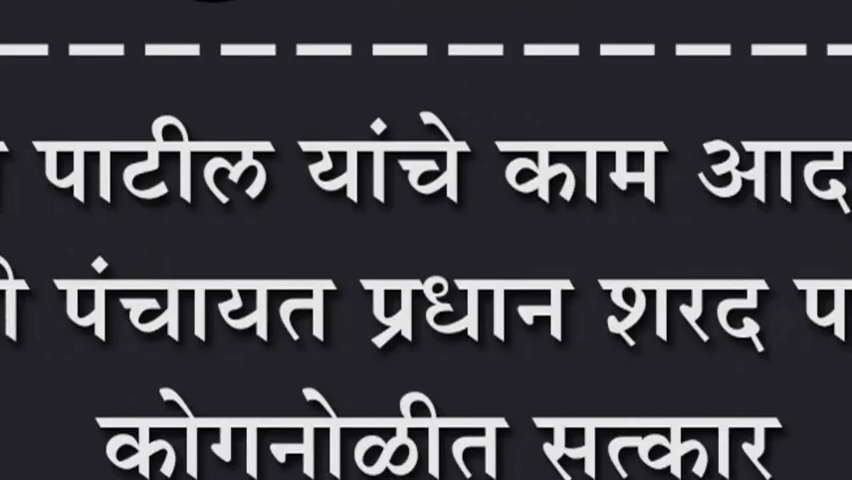 पाटील यांचे काम
पंचायत प्रधान शरद
कोगनोळीत सत्कार